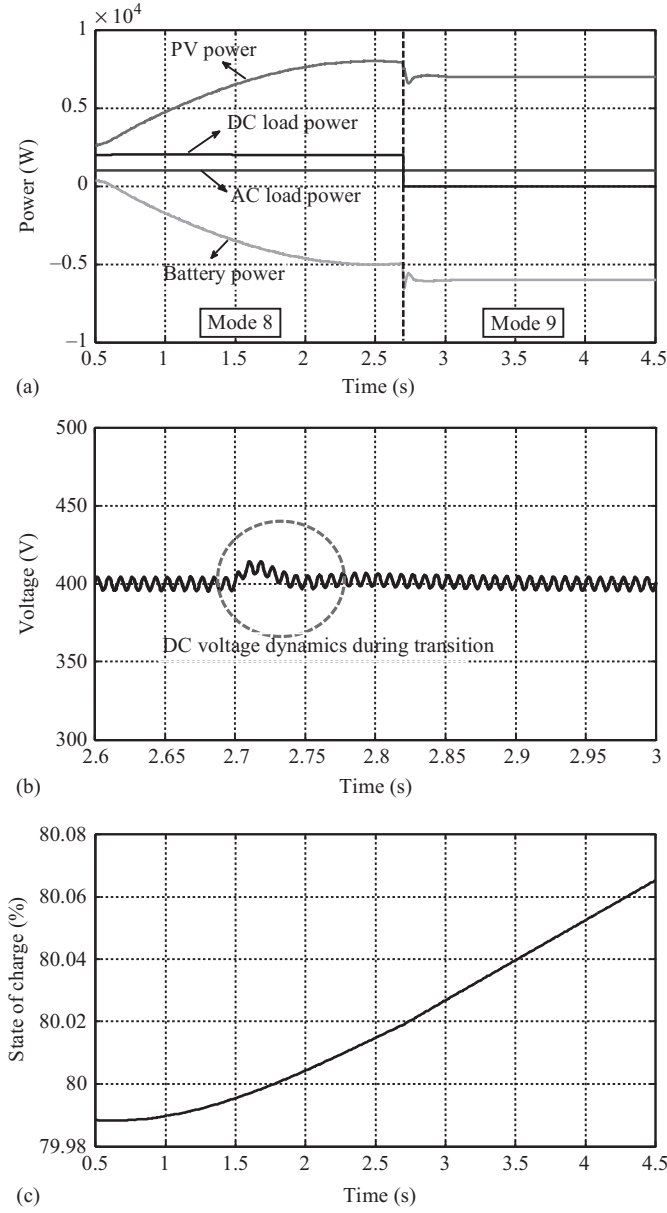 1 × 10⁴
PV power
0.5
DC load power
0
AC load power
Power (W)
−0.5
Battery power
Mode 8
Mode 9
−1
0.5 1 1.5 2 2.5 3 3.5 4 4.5
(a)
Time (s)
500
450
Voltage (V)
400
DC voltage dynamics during transition
350
300
2.6 2.65 2.7 2.75 2.8 2.85 2.9 2.95 3
(b)
Time (s)
80.08
80.06
State of charge (%)
80.04
80.02
80
79.98
0.5 1 1.5 2 2.5 3 3.5 4 4.5
(c)
Time (s)